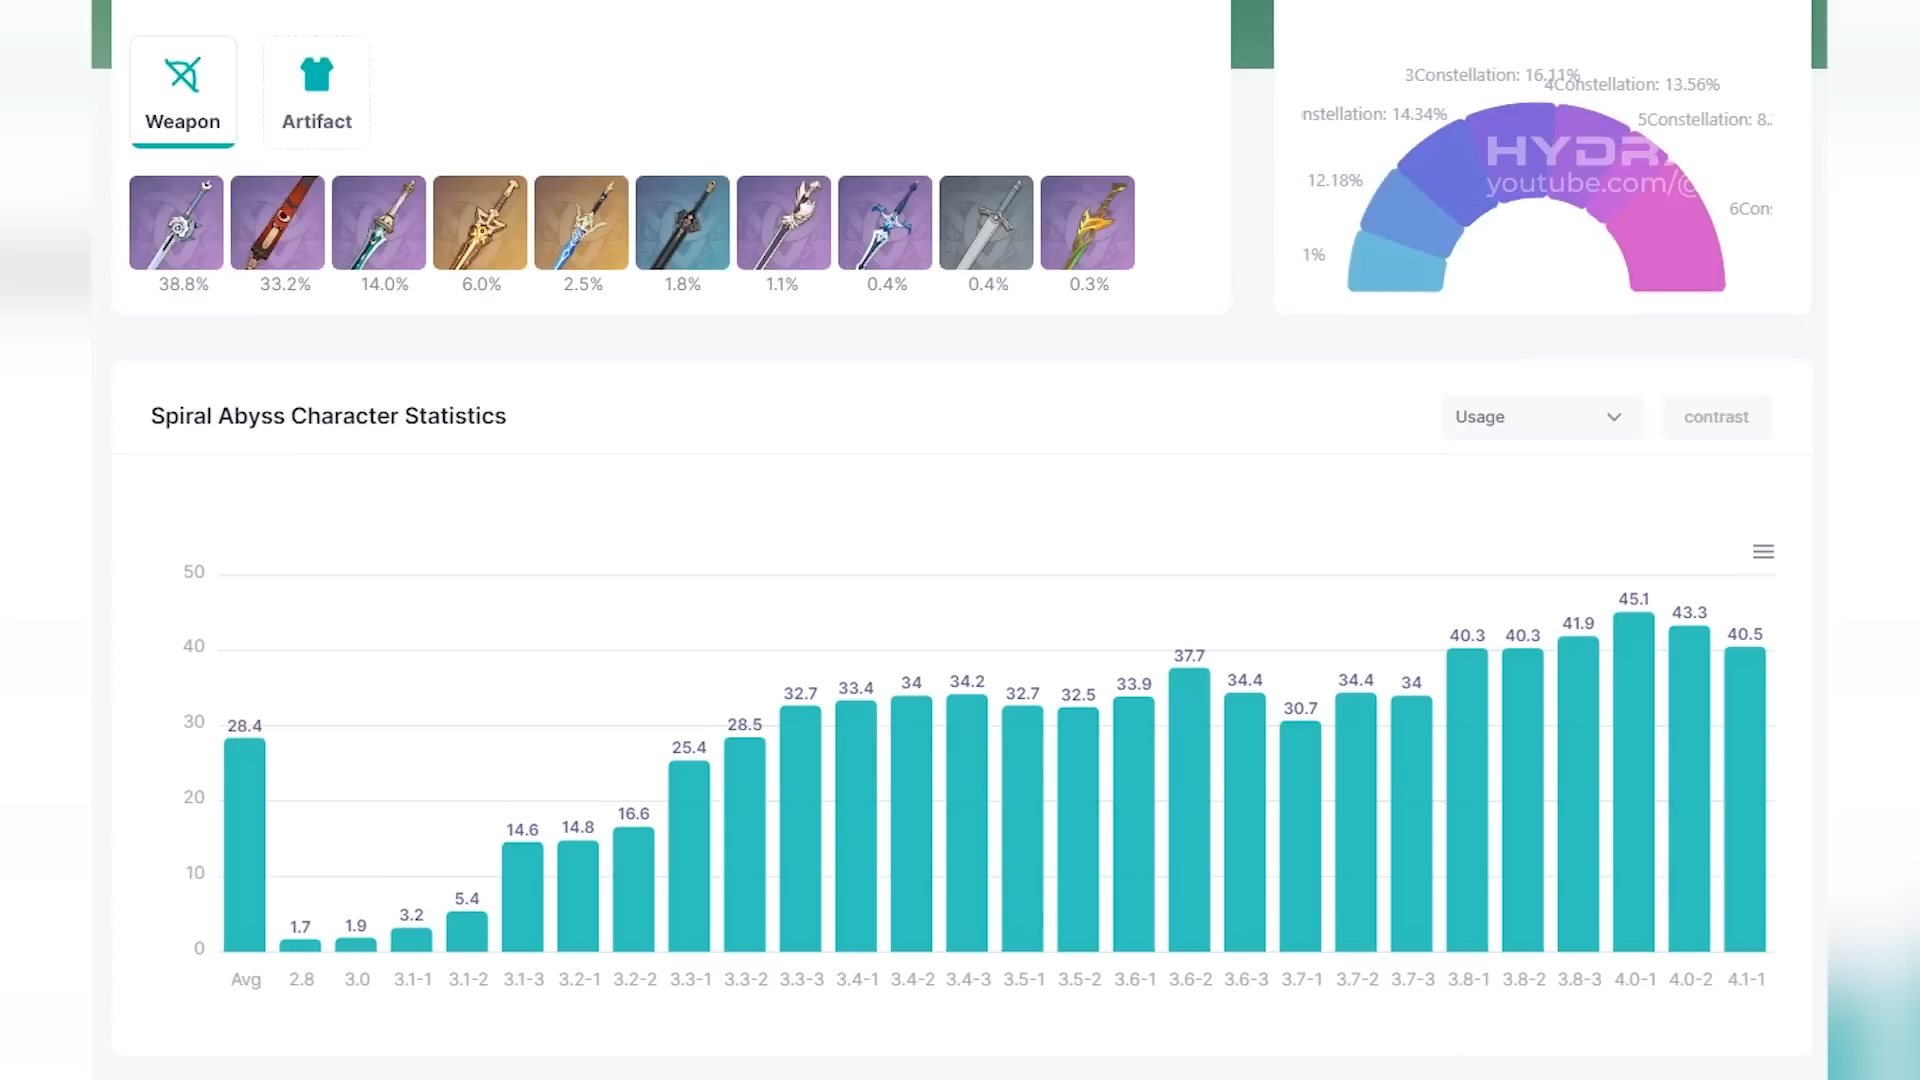 3Constellation: 16.11%
4Constellation: 13.56%
nstellation: 14.34%
5Constellation: 8.
12.18%
6Con
1%
HYDR
youtube.com/@
Weapon
Artifact
38.8% 33.2% 14.0% 6.0% 2.5% 1.8% 1.1% 0.4% 0.4% 0.3%
Spiral Abyss Character Statistics
Usage
contrast
50
40
30
20
10
0
28.4 1.7 1.9 3.2 5.4 14.6 14.8 16.6 25.4 28.5 32.7 33.4 34 34.2 32.7 32.5 33.9 37.7 34.4 30.7 34.4 34 40.3 40.3 41.9 45.1 43.3 40.5
Avg 2.8 3.0 3.1-1 3.1-2 3.1-3 3.2-1 3.2-2 3.3-1 3.3-2 3.3-3 3.4-1 3.4-2 3.4-3 3.5-1 3.5-2 3.6-1 3.6-2 3.6-3 3.7-1 3.7-2 3.7-3 3.8-1 3.8-2 3.8-3 4.0-1 4.0-2 4.1-1